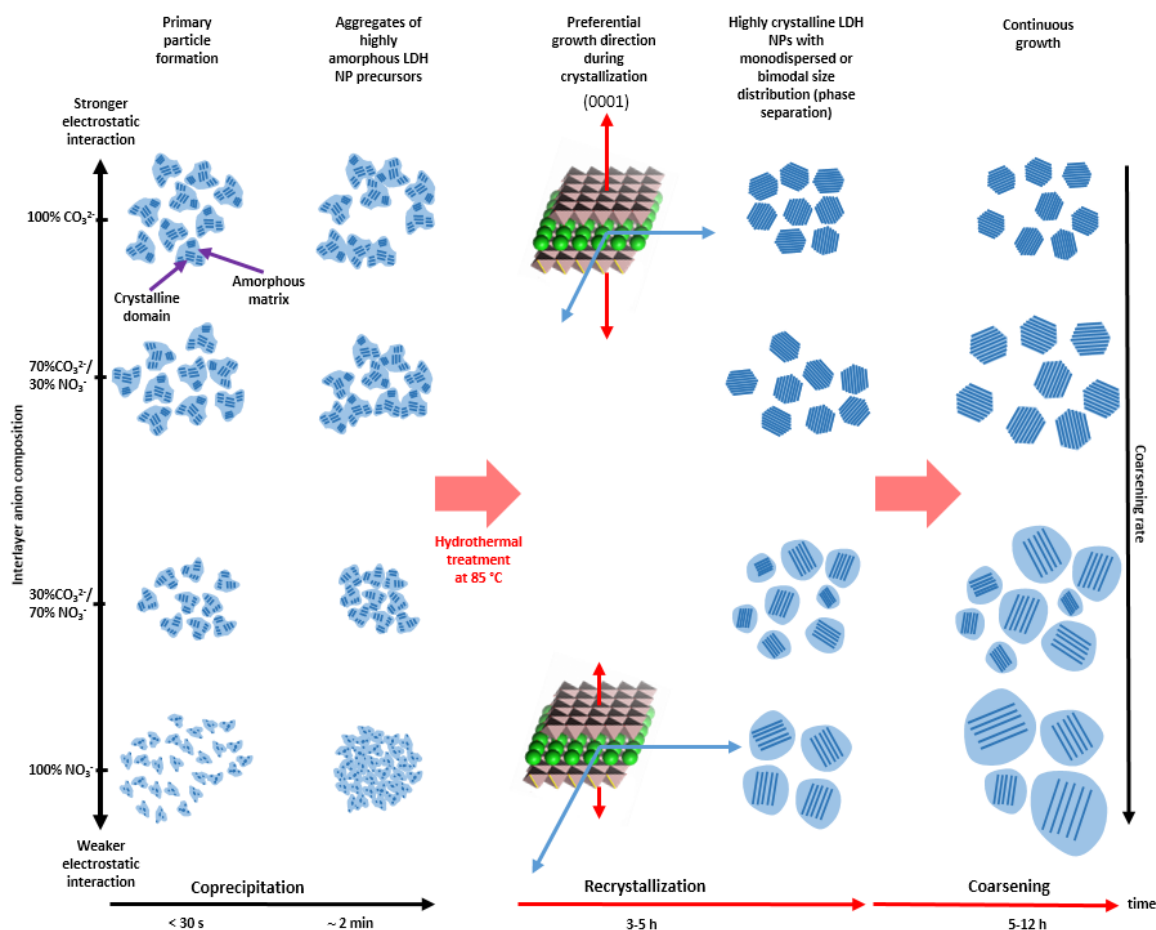 Primary
particle
formation
Aggregates of
highly
amorphous LDH
NP precursors
Preferential
growth direction
during
crystallization
(0001)
Highly crystalline LDH
NPs with
monodispersed or
bimodal size
distribution (phase
separation)
Continuous
growth
Stronger
electrostatic
interaction
100% CO₃²⁻
Crystalline
domain
Amorphous
matrix
70%CO₃²⁻/
30% NO₃⁻
Interlayer anion composition
Hydrothermal
treatment
at 85 °C
Coarsening rate
30%CO₃²⁻/
70% NO₃⁻
100% NO₃⁻
Weaker
electrostatic
interaction
Coprecipitation
Recrystallization
Coarsening
time
< 30 s
~ 2 min
3-5 h
5-12 h